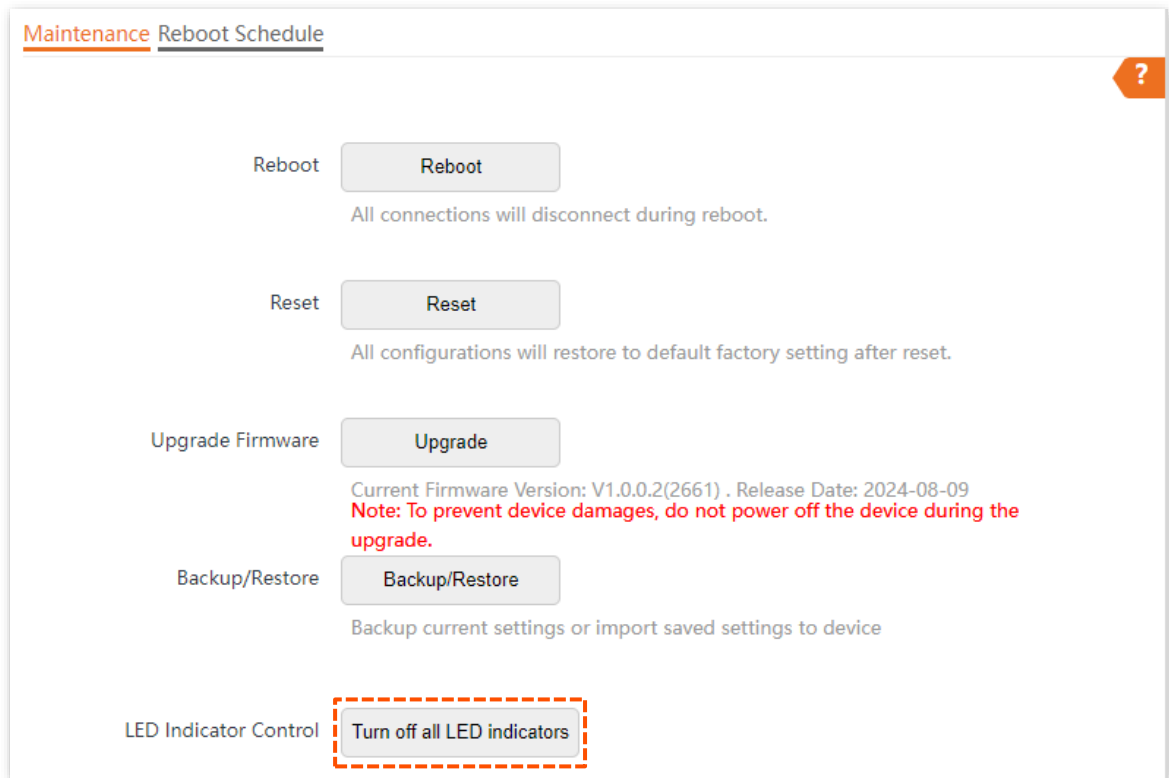 Maintenance Reboot Schedule
?
Reboot Reboot
All connections will disconnect during reboot.
Reset Reset
All configurations will restore to default factory setting after reset.
Upgrade Firmware Upgrade
Current Firmware Version: V1.0.0.2(2661) . Release Date: 2024-08-09
Note: To prevent device damages, do not power off the device during the
upgrade.
Backup/Restore Backup/Restore
Backup current settings or import saved settings to device
LED Indicator Control Turn off all LED indicators